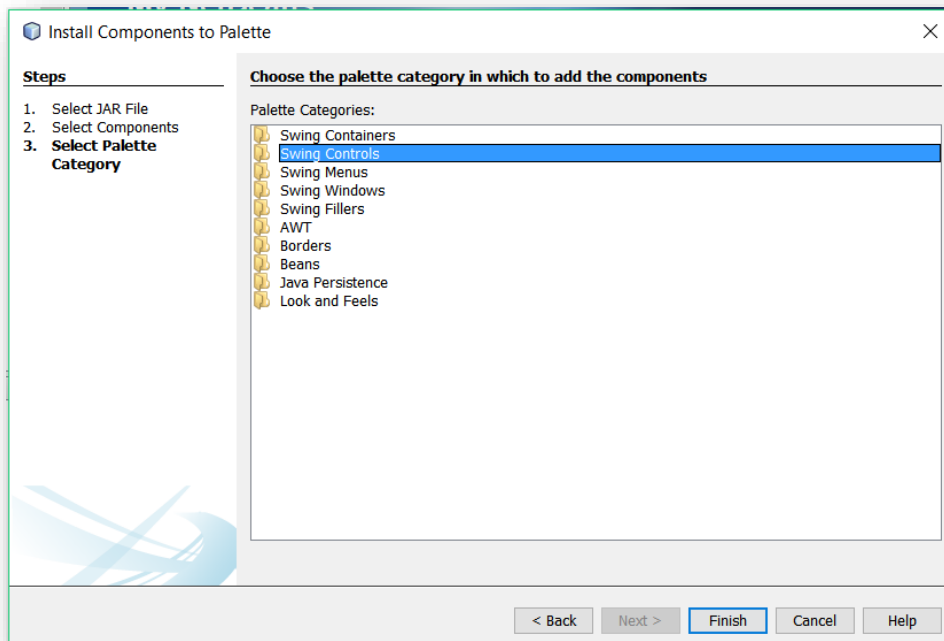 Install Components to Palette
Steps
1. Select JAR File
2. Select Components
3. Select Palette
Category
Choose the palette category in which to add the components
Palette Categories:
Swing Containers
Swing Controls
Swing Menus
Swing Windows
Swing Fillers
AWT
Borders
Beans
Java Persistence
Look and Feels
< Back
Next >
Finish
Cancel
Help